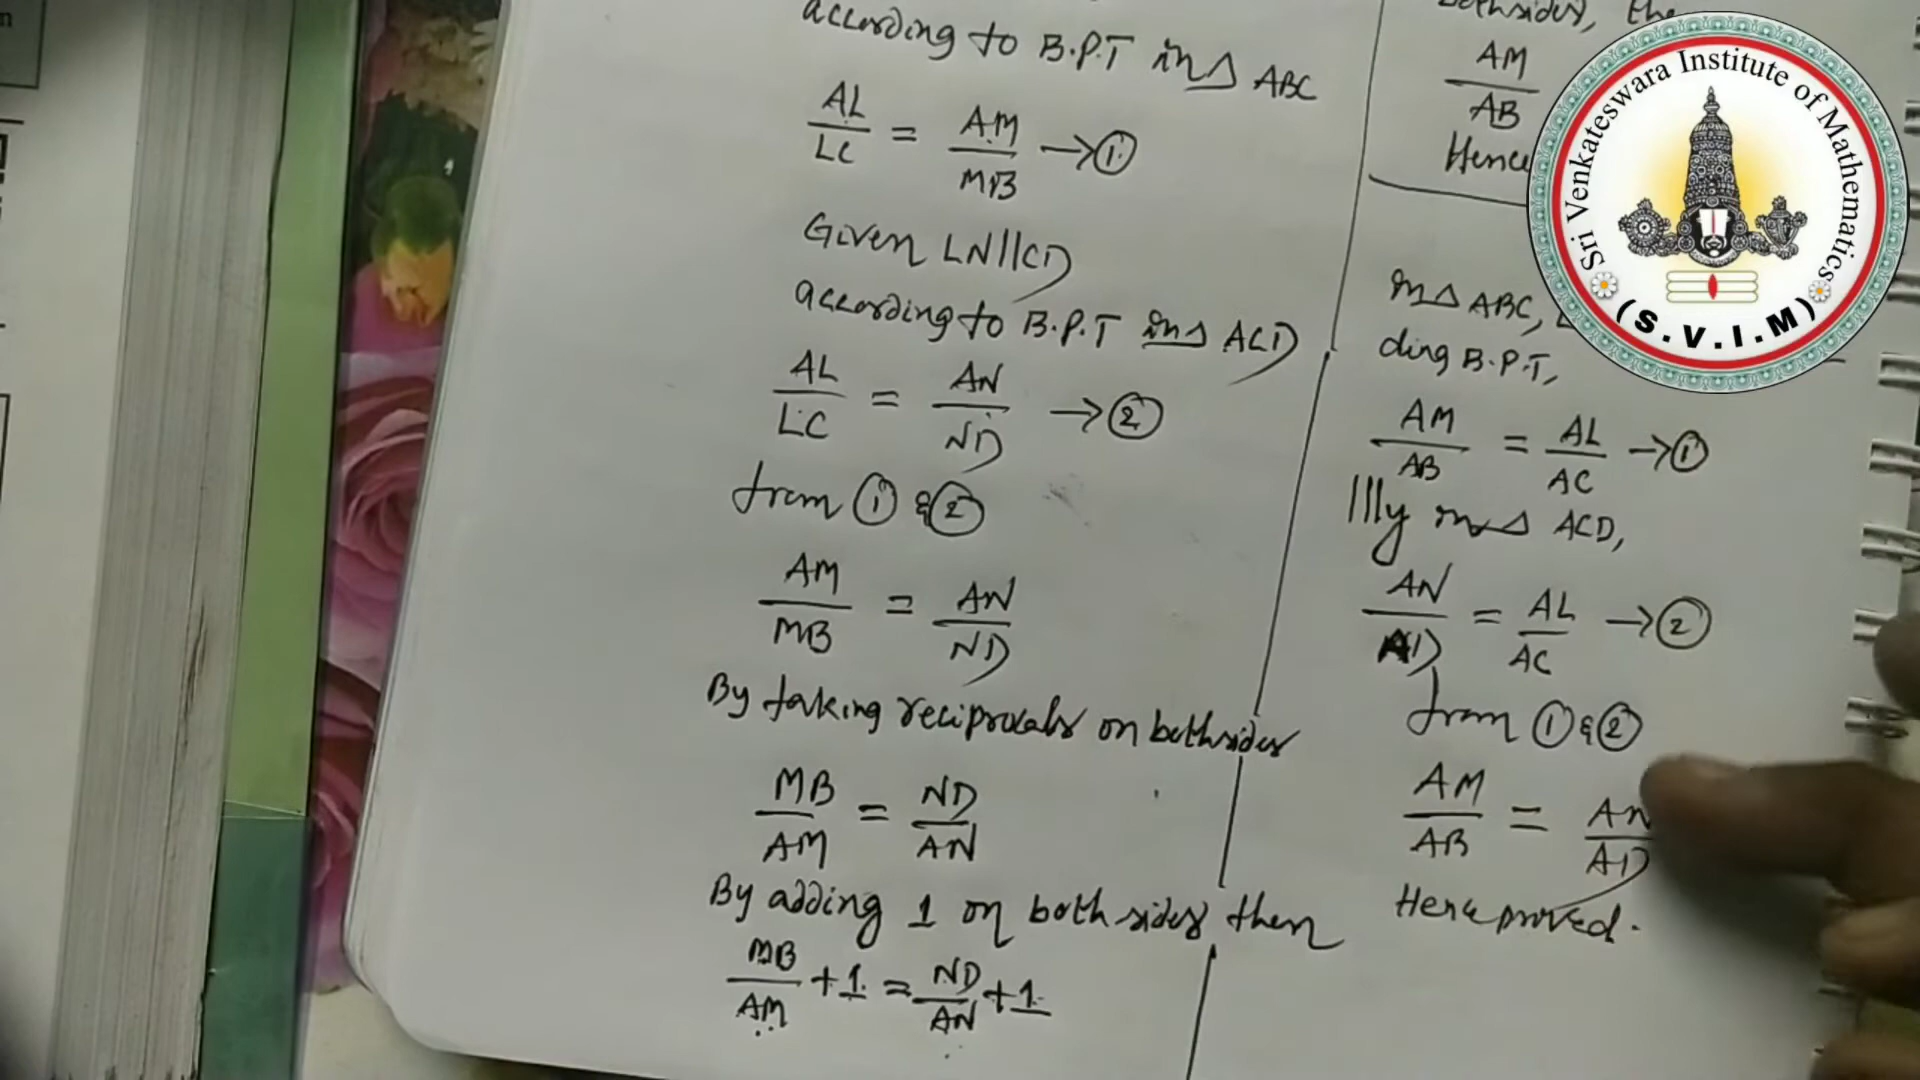 according to B.P.T in Δ ABC
AL/LC = AM/MB → ①
Given LN||CD
according to B.P.T in Δ ACD
AL/LC = AN/ND → ②
from ① & ②
AM/MB = AN/ND
By taking reciprocals on bothsides
MB/AM = ND/AN
By adding 1 on both sides then
MB/AM + 1 = ND/AN + 1
bothsides, the
AM/AB
Hence
in Δ ABC,
ding B.P.T,
AM/AB = AL/AC → ①
|||ly in Δ ACD,
AN/AD = AL/AC → ②
from ① & ②
AM/AB = AN/AD
Hence proved.
Sri Venkateswara Institute of Mathematics
(S.V.I.M)